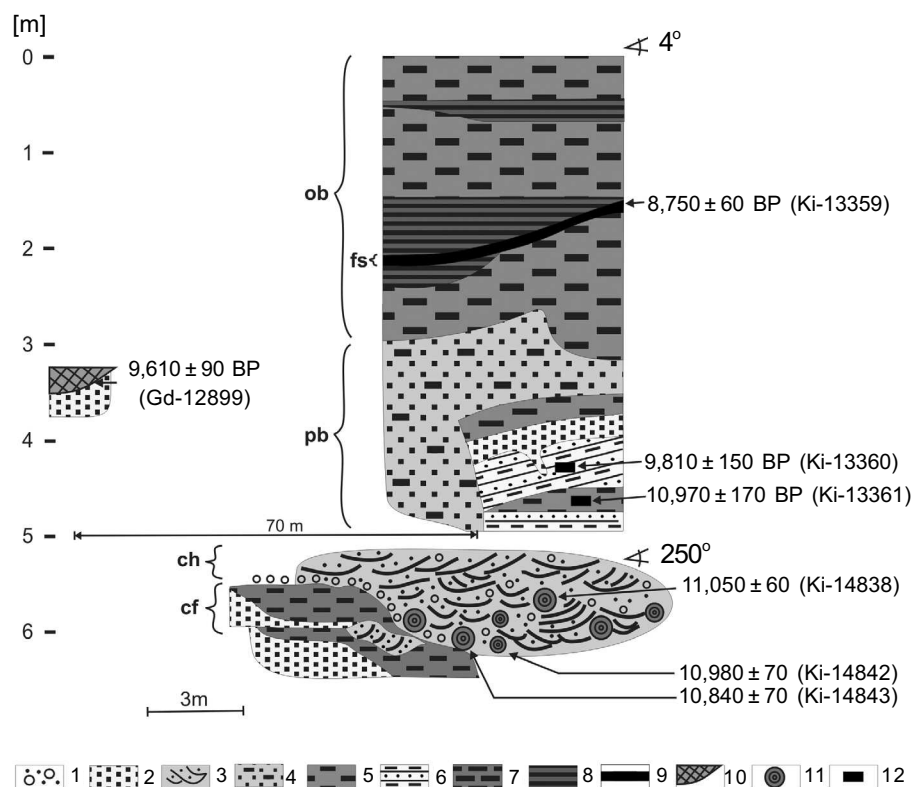 [m]
0
4°
1
ob
8,750 ± 60 BP (Ki-13359)
2
fs
3
9,610 ± 90 BP
(Gd-12899)
pb
4
9,810 ± 150 BP (Ki-13360)
10,970 ± 170 BP (Ki-13361)
70 m
5
ch
250°
11,050 ± 60 (Ki-14838)
cf
6
10,980 ± 70 (Ki-14842)
10,840 ± 70 (Ki-14843)
3m
1 2 3 4 5 6 7 8 9 10 11 12